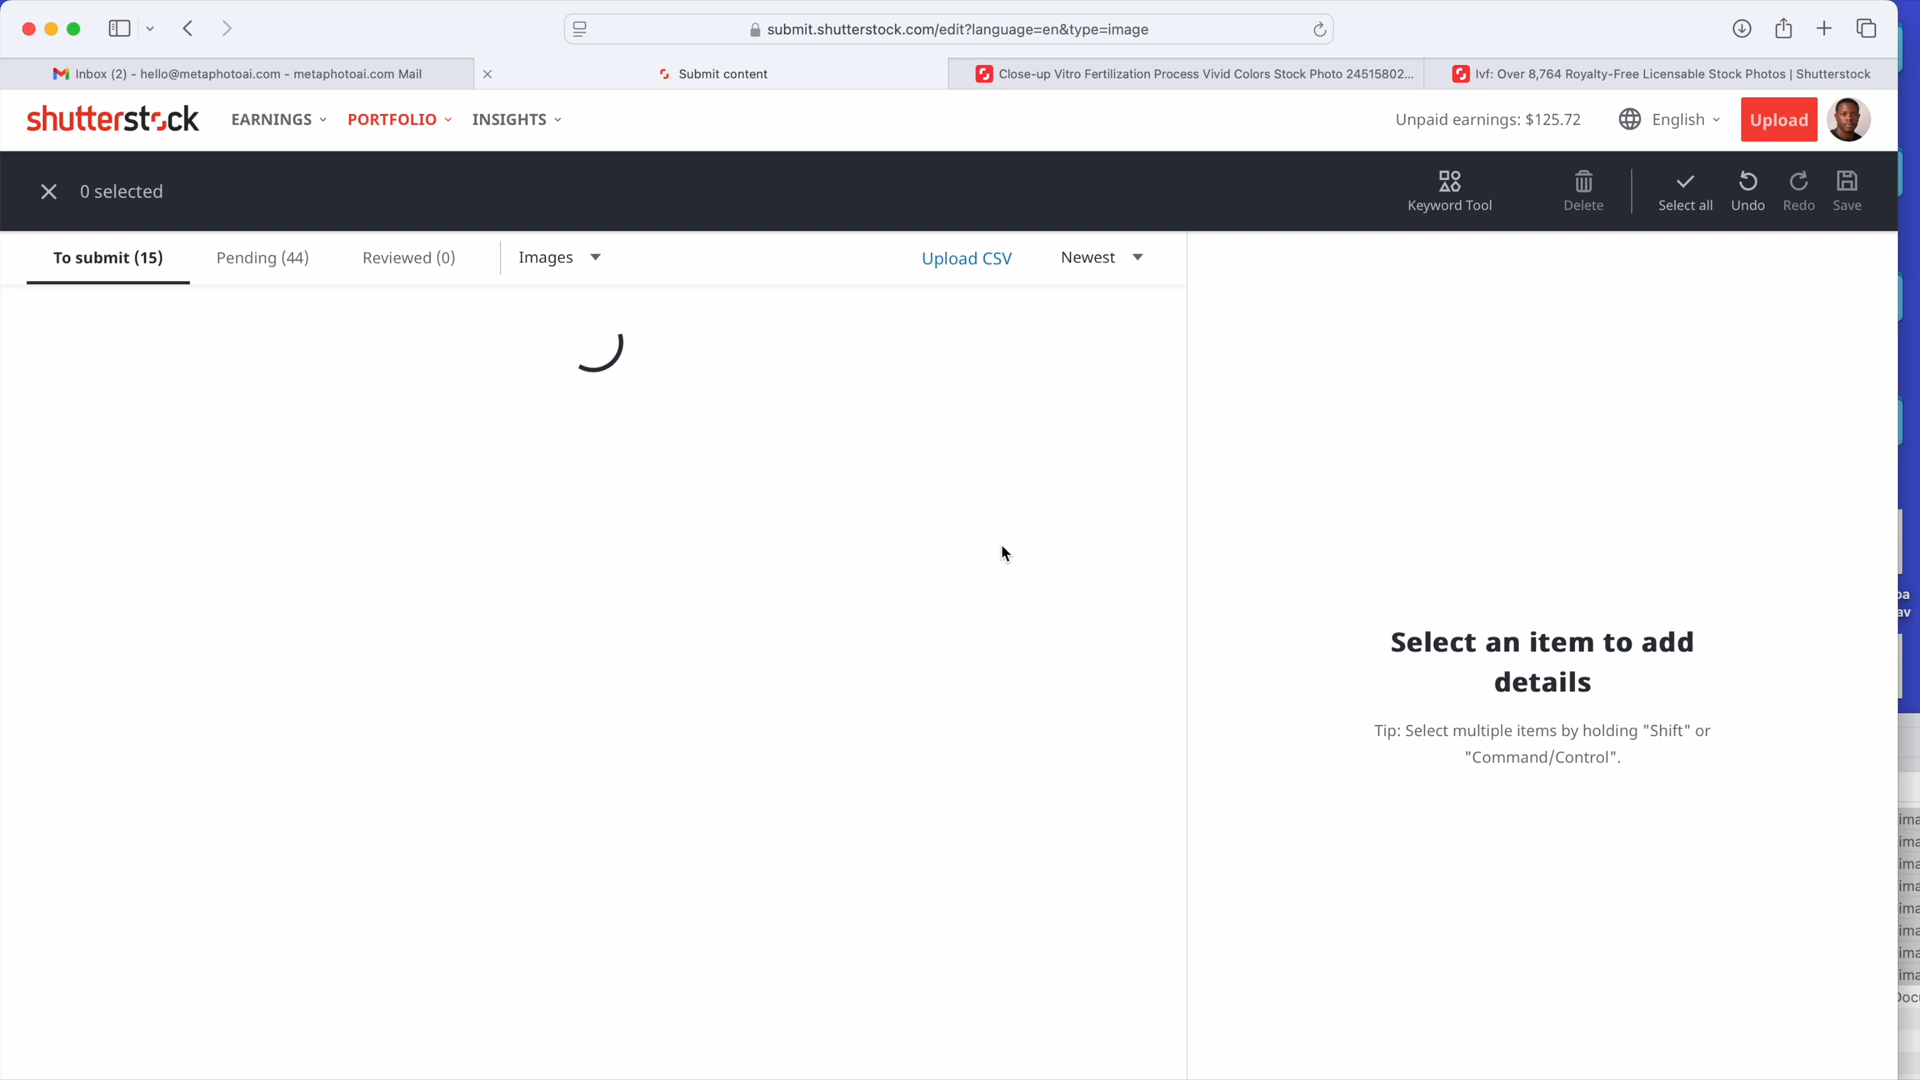 submit.shutterstock.com/edit?language=en&type=image
Inbox (2) - hello@metaphotoai.com - metaphotoai.com Mail
Submit content
Close-up Vitro Fertilization Process Vivid Colors Stock Photo 24515802...
Ivf: Over 8,764 Royalty-Free Licensable Stock Photos | Shutterstock
shutterstock
EARNINGS
PORTFOLIO
INSIGHTS
Unpaid earnings: $125.72
English
Upload
0 selected
Keyword Tool
Delete
Select all
Undo
Redo
Save
To submit (15)
Pending (44)
Reviewed (0)
Images
Upload CSV
Newest
Select an item to add
details
Tip: Select multiple items by holding "Shift" or
"Command/Control".